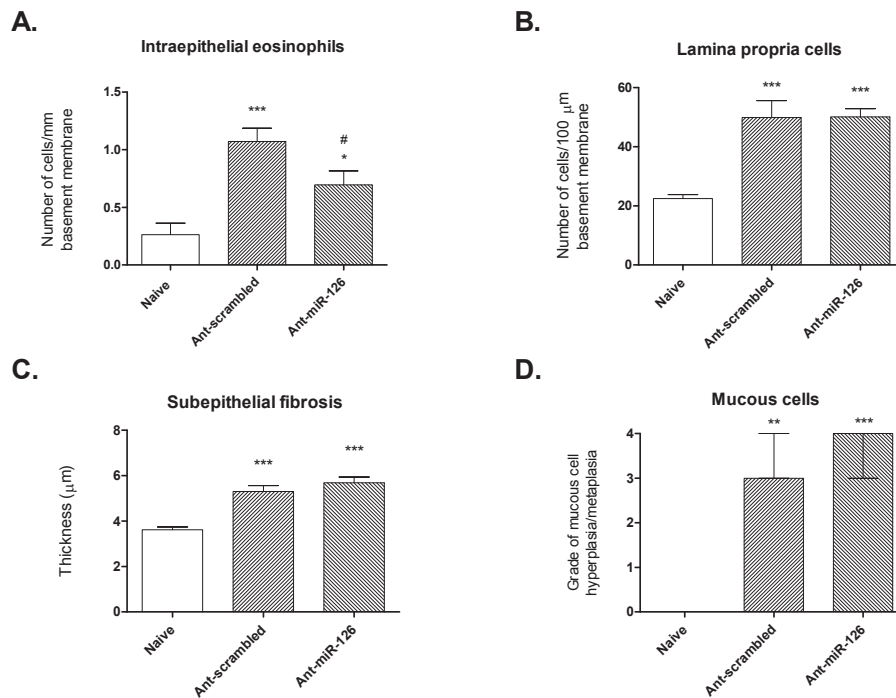 A.
Intraepithelial eosinophils
Number of cells/mm
basement membrane
1.5
1.0
0.5
0.0
***
#
*
Naive
Ant-scrambled
Ant-miR-126
B.
Lamina propria cells
Number of cells/100 μm
basement membrane
60
40
20
0
***
***
Naive
Ant-scrambled
Ant-miR-126
C.
Subepithelial fibrosis
Thickness (μm)
8
6
4
2
0
***
***
Naive
Ant-scrambled
Ant-miR-126
D.
Mucous cells
Grade of mucous cell
hyperplasia/metaplasia
4
3
2
1
0
**
***
Naive
Ant-scrambled
Ant-miR-126